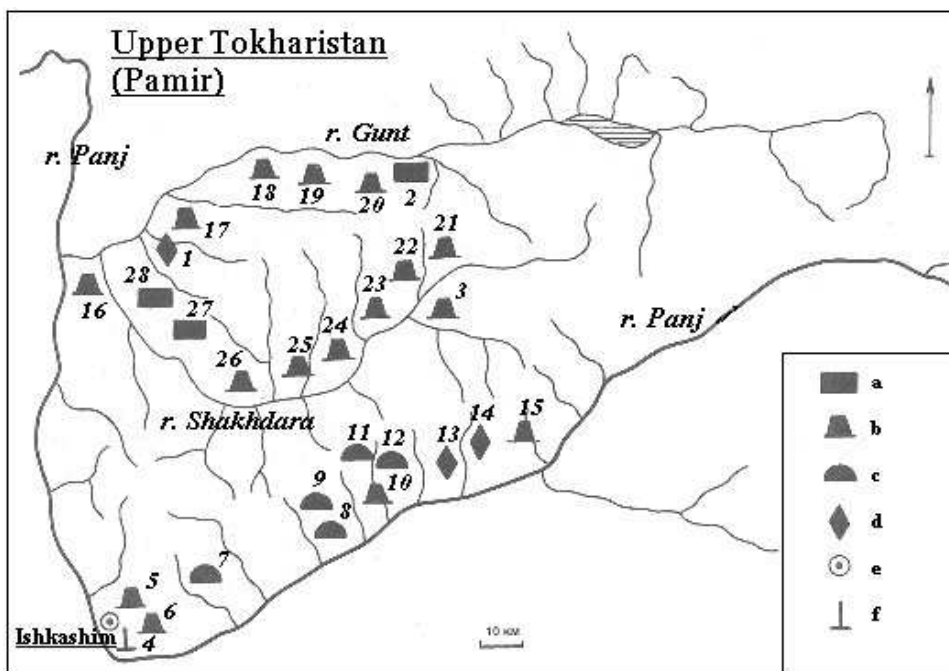 Upper Tokharistan
(Pamir)
r. Gunt
r. Panj
18
19
20
2
17
21
1
22
28
23
3
16
27
r. Panj
24
25
26
r. Shakhdara
14
15
11
12
13
9
10
8
7
5
6
Ishkashim
4
10 км
a
b
c
d
e
f